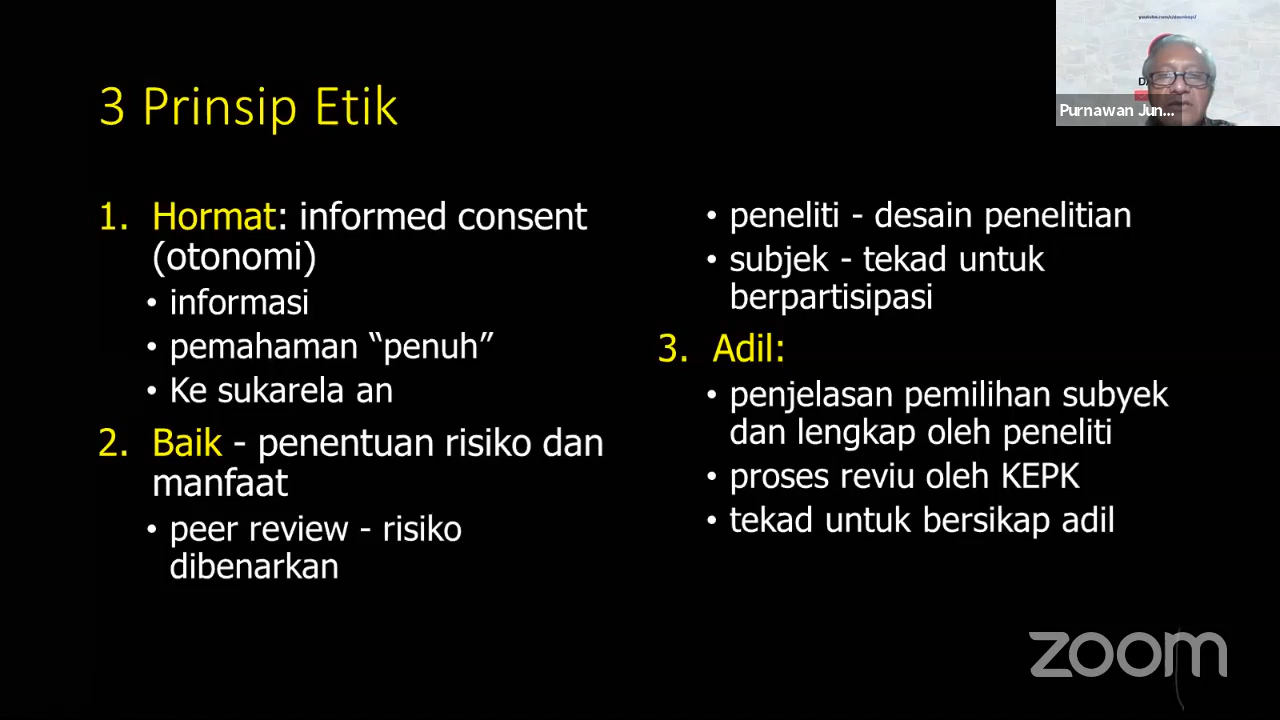 3 Prinsip Etik
1. Hormat: informed consent
(otonomi)
• informasi
• pemahaman “penuh”
• Ke sukarela an
2. Baik - penentuan risiko dan
manfaat
• peer review - risiko
dibenarkan
• peneliti - desain penelitian
• subjek - tekad untuk
berpartisipasi
3. Adil:
• penjelasan pemilihan subyek
dan lengkap oleh peneliti
• proses reviu oleh KEPK
• tekad untuk bersikap adil
Purnawan Jun...
zoom